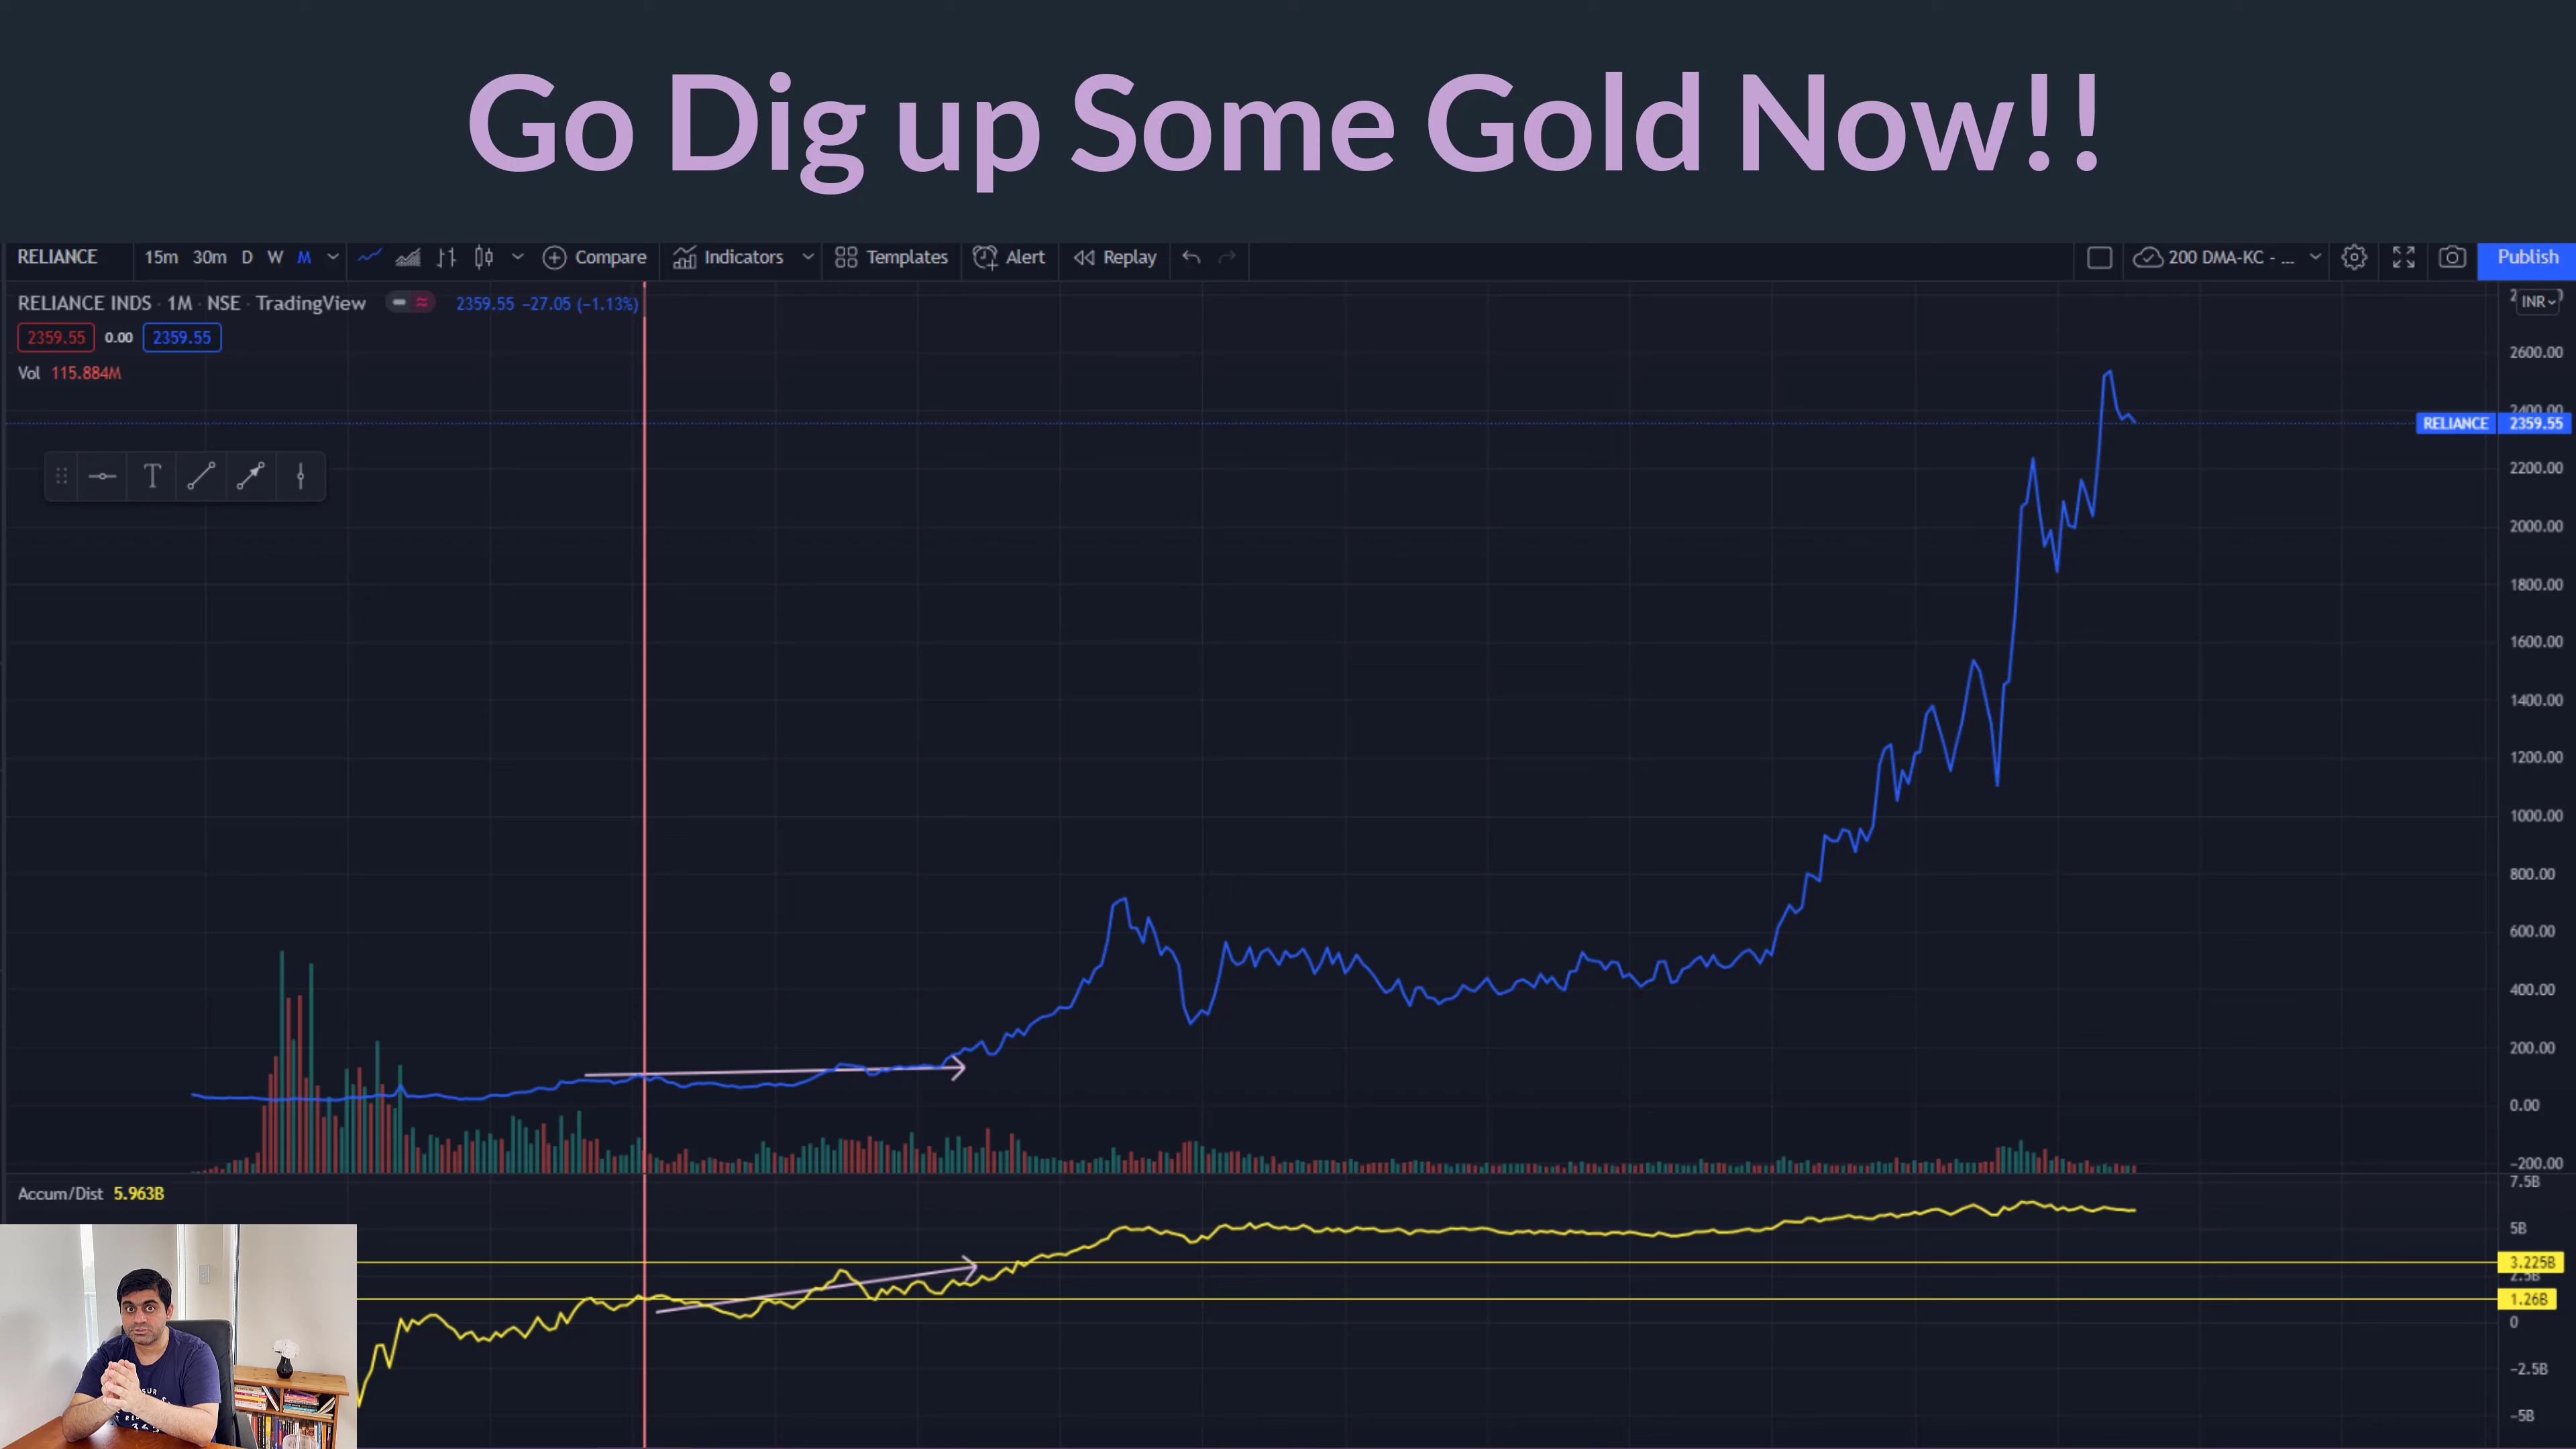 Go Dig up Some Gold Now!!
RELIANCE 15m 30m D W M Compare Indicators Templates Alert Replay 200 DMA-KC - ... Publish
RELIANCE INDS · 1M · NSE · TradingView 2359.55 −27.05 (−1.13%)
INR
2359.55 0.00 2359.55
Vol 115.884M
2600.00
2400.00
RELIANCE 2359.55
T
2200.00
2000.00
1800.00
1600.00
1400.00
1200.00
1000.00
800.00
600.00
400.00
200.00
0.00
−200.00
7.5B
Accum/Dist 5.963B
5B
3.225B
2.5B
1.26B
0
−2.5B
−5B